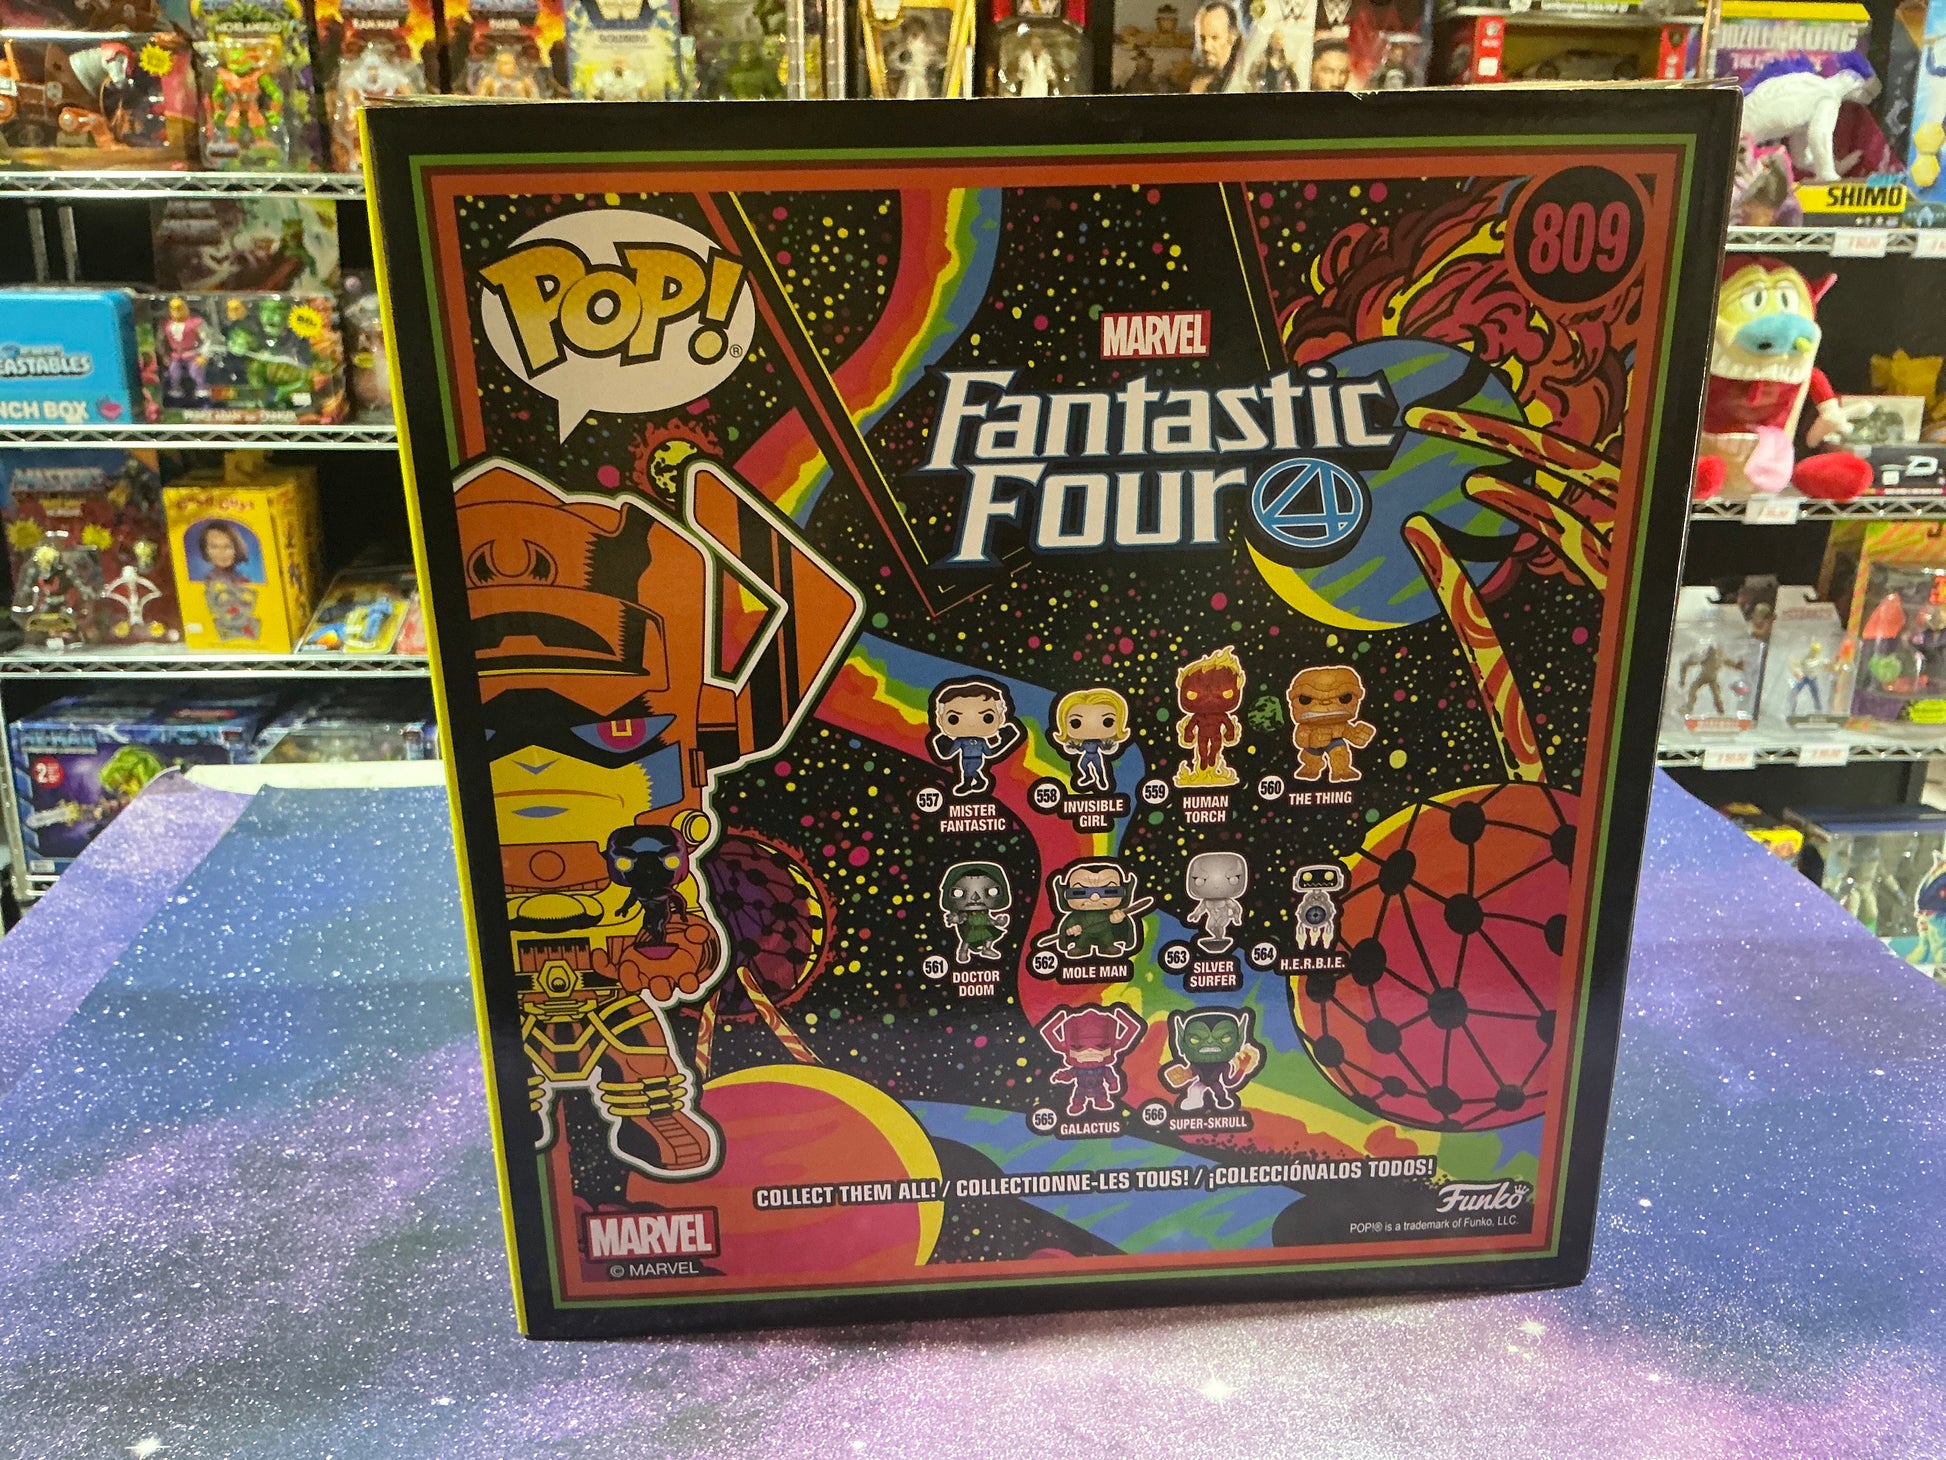 POP!®
809
MARVEL
Fantastic
Four
557
MISTER
FANTASTIC
558
INVISIBLE
GIRL
559
HUMAN
TORCH
560
THE THING
561
DOCTOR
DOOM
562
MOLE MAN
563
SILVER
SURFER
564
H.E.R.B.I.E.
565
GALACTUS
566
SUPER-SKRULL
COLLECT THEM ALL! / COLLECTIONNE-LES TOUS! / ¡COLECCIÓNALOS TODOS!
Funko
POP!® is a trademark of Funko, LLC.
MARVEL
© MARVEL
SHIMO